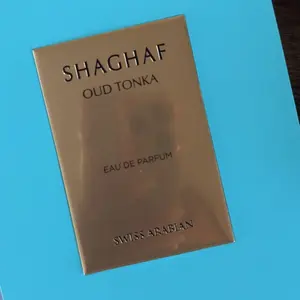 SHAGHAF
OUD TONKA
EAU DE PARFUM
SWISS ARABIAN